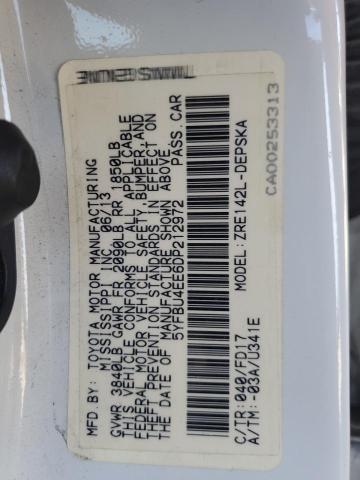 MFD. BY:
TOYOTA MOTOR MANUFACTURING
MISSISSIPPI INC. 06/13
GVWR 3840LB GAWR FR 2090LB RR 1850LB
THIS VEHICLE CONFORMS TO ALL APPLICABLE
FEDERAL MOTOR VEHICLE SAFETY, BUMPER, AND
THEFT PREVENTION STANDARDS IN EFFECT ON
THE DATE OF MANUFACTURE SHOWN ABOVE.
5YFBU4EE6DP212972 PASS.CAR
C/TR: 040/FD17 MODEL: ZRE142L-DEPSKA
A/TM: -03A/U341E
CA00253313